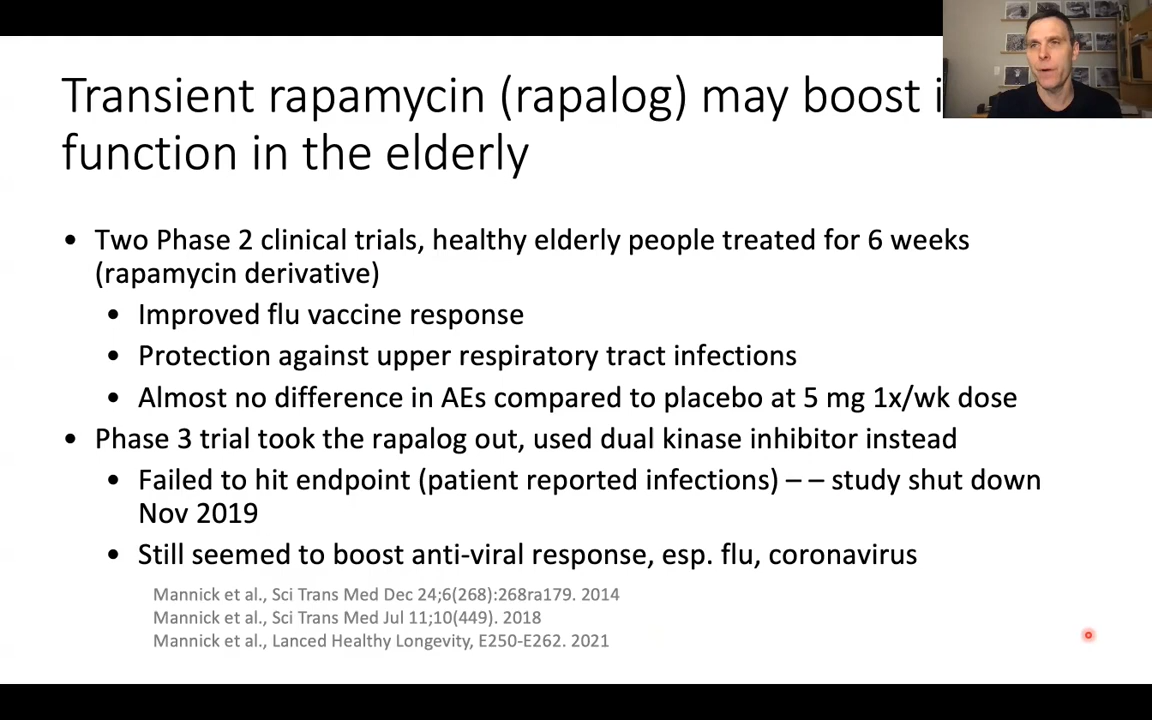 Transient rapamycin (rapalog) may boost i
function in the elderly
• Two Phase 2 clinical trials, healthy elderly people treated for 6 weeks
(rapamycin derivative)
• Improved flu vaccine response
• Protection against upper respiratory tract infections
• Almost no difference in AEs compared to placebo at 5 mg 1x/wk dose
• Phase 3 trial took the rapalog out, used dual kinase inhibitor instead
• Failed to hit endpoint (patient reported infections) – – study shut down
Nov 2019
• Still seemed to boost anti-viral response, esp. flu, coronavirus
Mannick et al., Sci Trans Med Dec 24;6(268):268ra179. 2014
Mannick et al., Sci Trans Med Jul 11;10(449). 2018
Mannick et al., Lanced Healthy Longevity, E250-E262. 2021